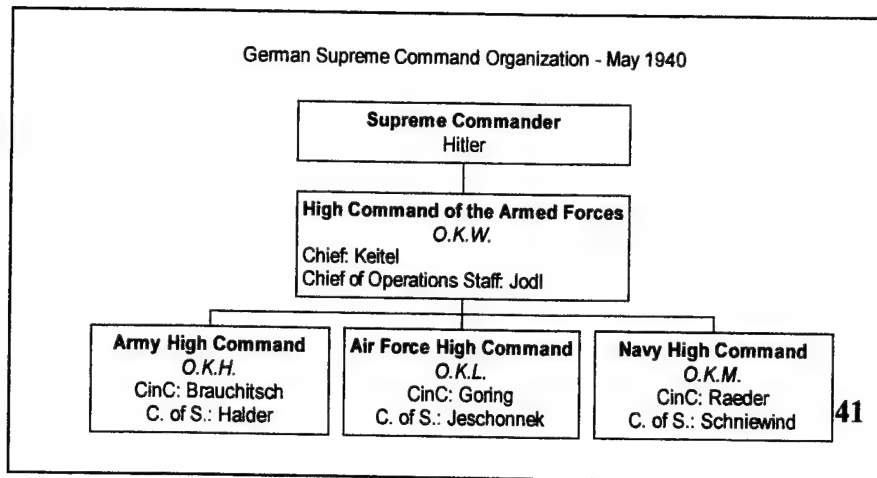 German Supreme Command Organization - May 1940
Supreme Commander
Hitler
High Command of the Armed Forces
O.K.W.
Chief: Keitel
Chief of Operations Staff: Jodl
Army High Command
O.K.H.
CinC: Brauchitsch
C. of S.: Halder
Air Force High Command
O.K.L.
CinC: Goring
C. of S.: Jeschonnek
Navy High Command
O.K.M.
CinC: Raeder
C. of S.: Schniewind
41